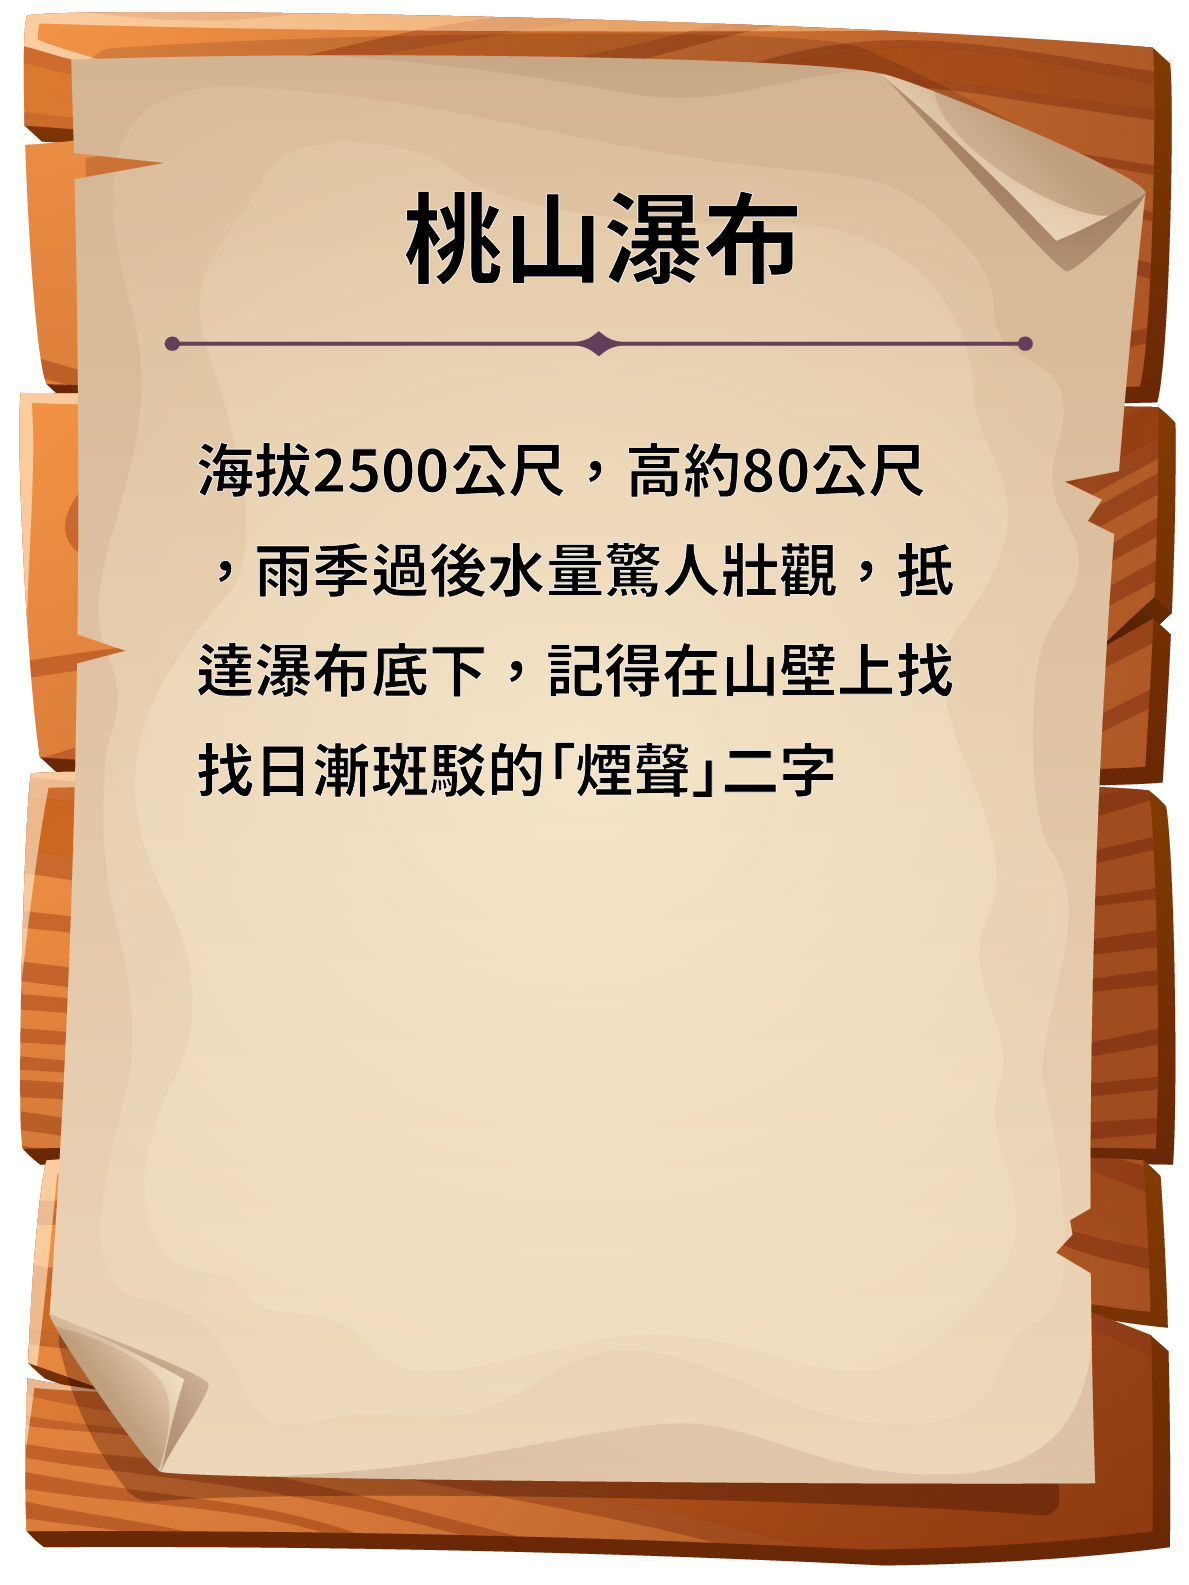 桃山瀑布
海拔2500公尺，高約80公尺
，雨季過後水量驚人壯觀，抵
達瀑布底下，記得在山壁上找
找日漸斑駁的｢煙聲｣二字